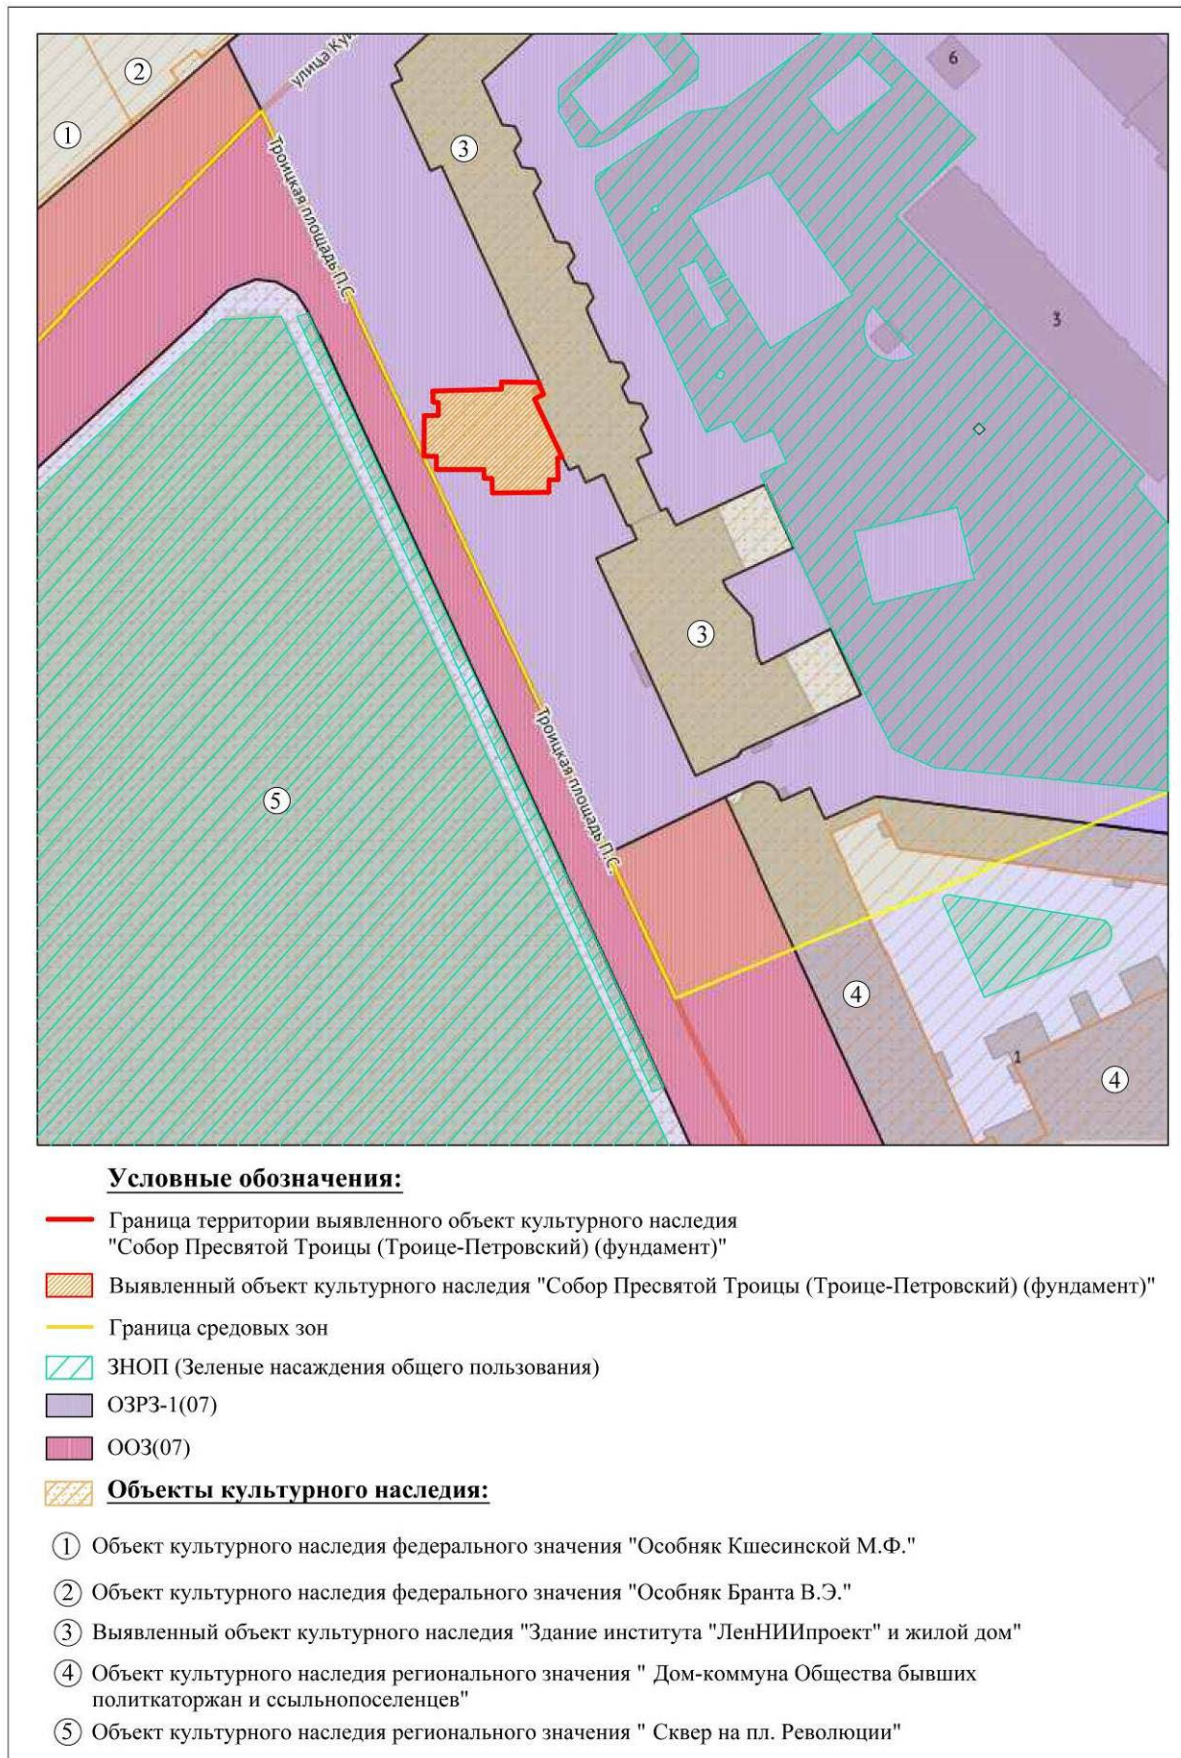 2
6
улица Куй
1
3
Троицкая площадь П.С.
3
3
Троицкая площадь П.С.
5
4
1
4
Условные обозначения:
Граница территории выявленного объект культурного наследия
"Собор Пресвятой Троицы (Троице-Петровский) (фундамент)"
Выявленный объект культурного наследия "Собор Пресвятой Троицы (Троице-Петровский) (фундамент)"
Граница средовых зон
ЗНОП (Зеленые насаждения общего пользования)
ОЗРЗ-1(07)
ООЗ(07)
Объекты культурного наследия:
1 Объект культурного наследия федерального значения "Особняк Кшесинской М.Ф."
2 Объект культурного наследия федерального значения "Особняк Бранта В.Э."
3 Выявленный объект культурного наследия "Здание института "ЛенНИИпроект" и жилой дом"
4 Объект культурного наследия регионального значения " Дом-коммуна Общества бывших
политкаторжан и ссыльнопоселенцев"
5 Объект культурного наследия регионального значения " Сквер на пл. Революции"